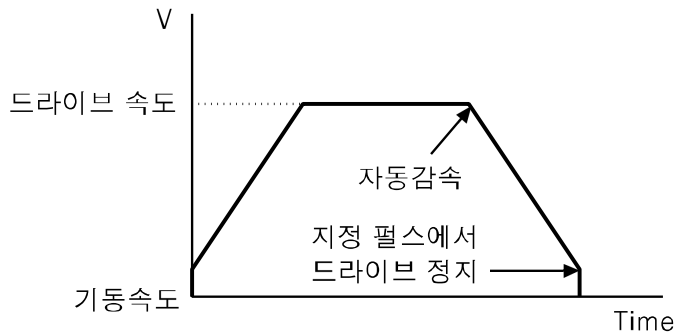 V
드라이브 속도
자동감속
지정 펄스에서
드라이브 정지
기동속도
Time